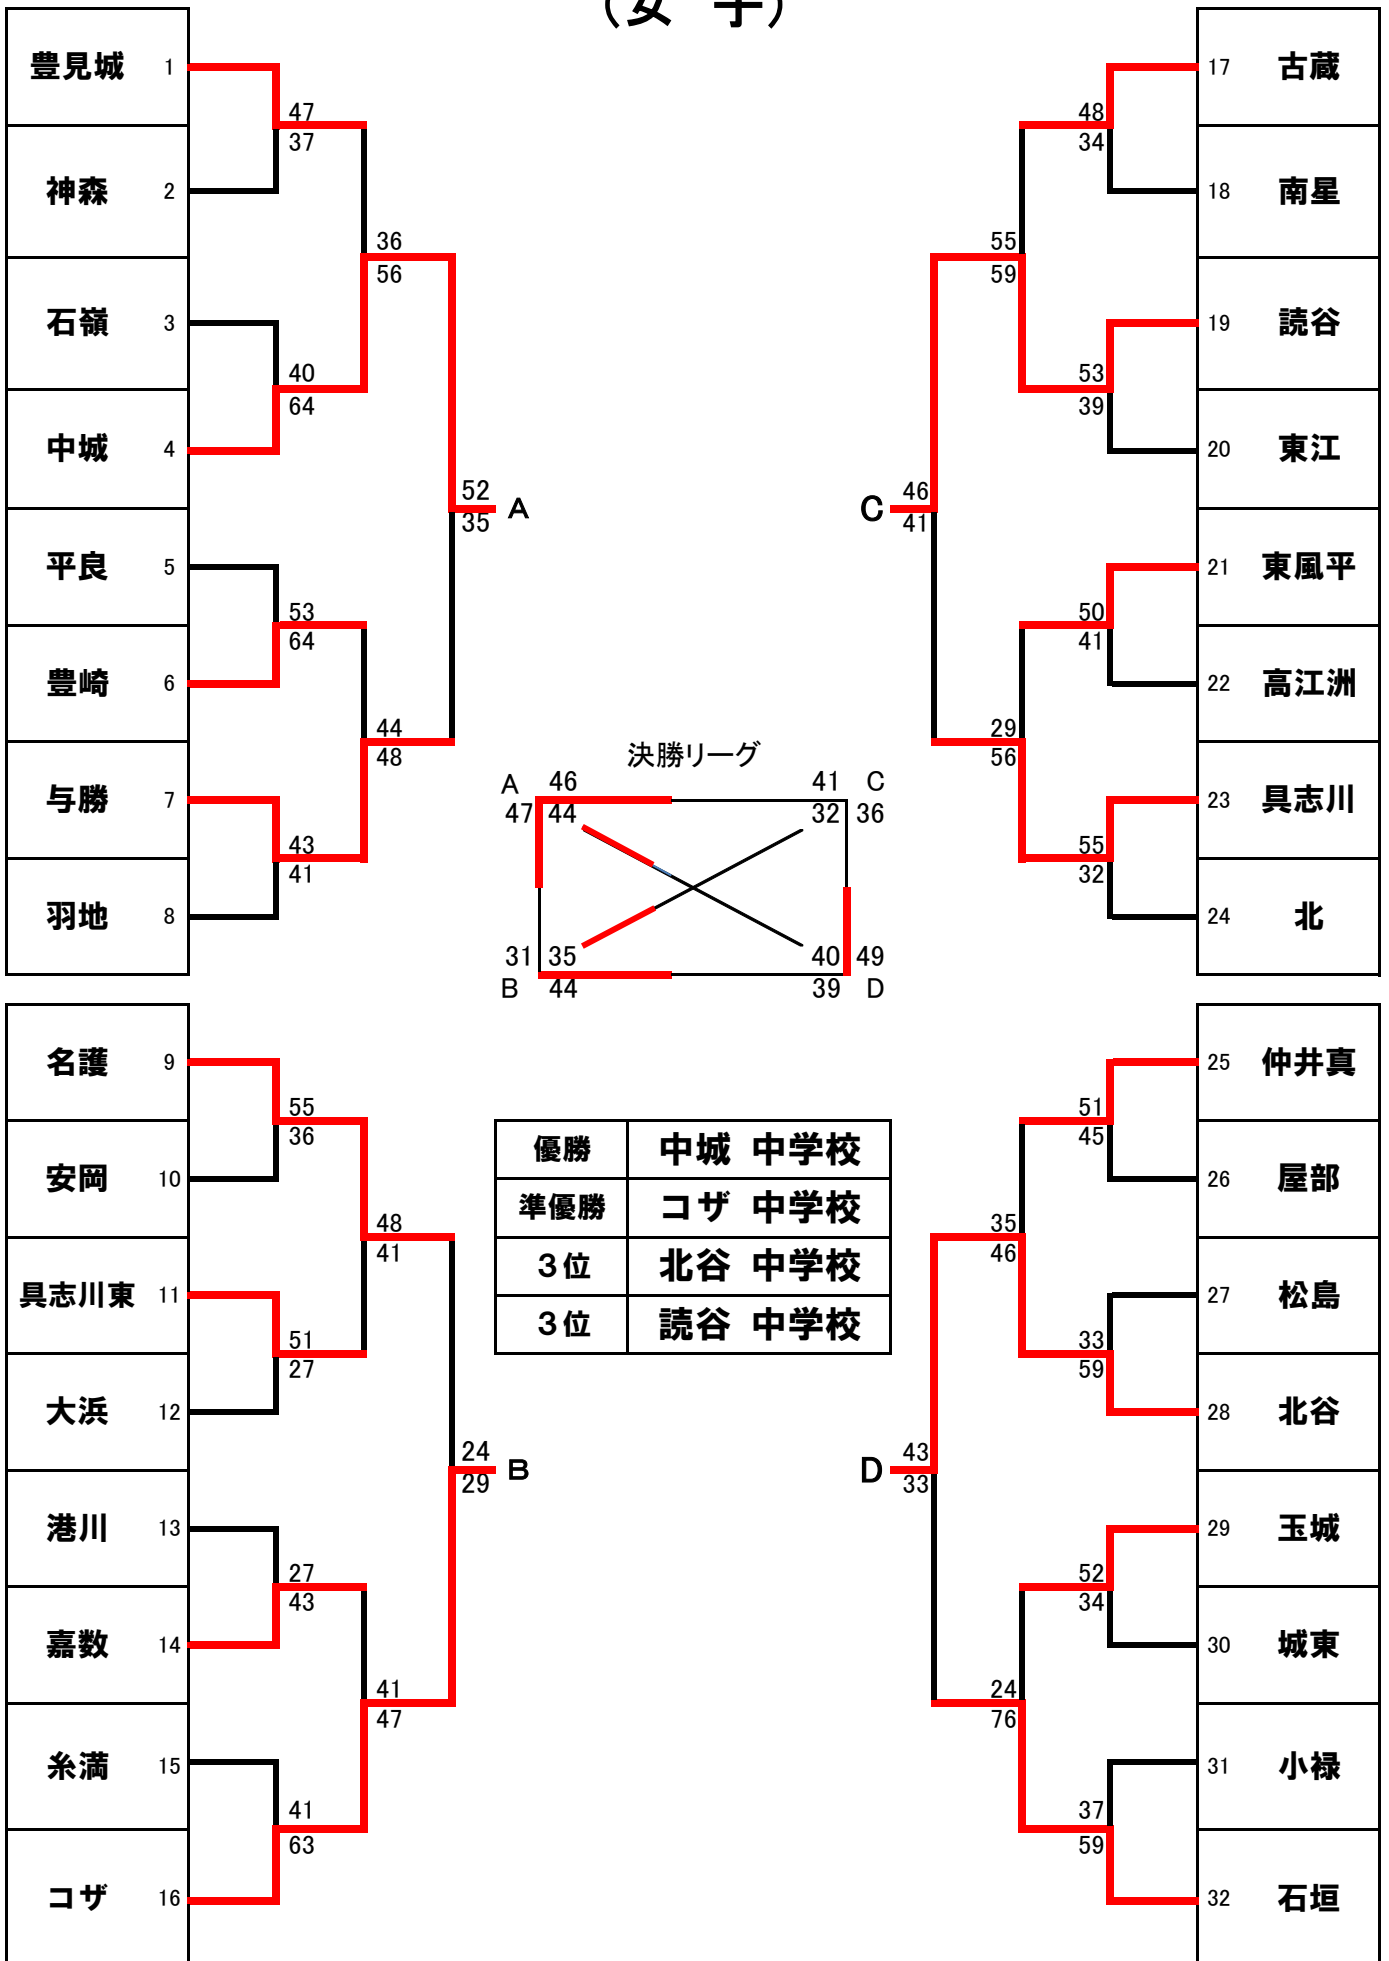 （女　子）
豊見城 1
神森 2
石嶺 3
中城 4
平良 5
豊崎 6
与勝 7
羽地 8
47
37
40
64
53
64
43
41
36
56
44
48
52
35
A
名護 9
安岡 10
具志川東 11
大浜 12
港川 13
嘉数 14
糸満 15
コザ 16
55
36
51
27
27
43
41
63
48
41
41
47
24
29
B
決勝リーグ
A 46 41 C
47 44 32 36
31 35 40 49
B 44 39 D
優勝 中城 中学校
準優勝 コザ 中学校
３位 北谷 中学校
３位 読谷 中学校
17 古蔵
18 南星
19 読谷
20 東江
21 東風平
22 高江洲
23 具志川
24 北
48
34
53
39
50
41
55
32
55
59
29
56
46
41
C
25 仲井真
26 屋部
27 松島
28 北谷
29 玉城
30 城東
31 小禄
32 石垣
51
45
33
59
52
34
37
59
35
46
24
76
43
33
D